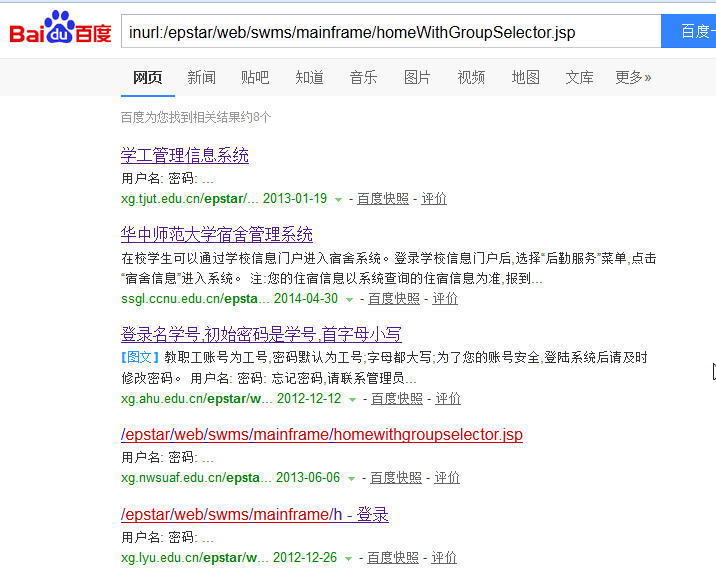 Bai du 百度 inurl:/epstar/web/swms/mainframe/homeWithGroupSelector.jsp 百度一
网页 新闻 贴吧 知道 音乐 图片 视频 地图 文库 更多»
百度为您找到相关结果约8个
学工管理信息系统
用户名: 密码: ...
xg.tjut.edu.cn/epstar/... 2013-01-19 - 百度快照 - 评价
华中师范大学宿舍管理系统
在校学生可以通过学校信息门户进入宿舍系统。登录学校信息门户后,选择“后勤服务”菜单,点击
“宿舍信息”进入系统。 注:您的住宿信息以系统查询的住宿信息为准,报到...
ssgl.ccnu.edu.cn/epsta... 2014-04-30 - 百度快照 - 评价
登录名学号,初始密码是学号,首字母小写
【图文】教职工账号为工号,密码默认为工号;字母都大写;为了您的账号安全,登陆系统后请及时
修改密码。 用户名: 密码: 忘记密码,请联系管理员...
xg.ahu.edu.cn/epstar/w... 2012-12-12 - 百度快照 - 评价
/epstar/web/swms/mainframe/homewithgroupselector.jsp
用户名: 密码: ...
xg.nwsuaf.edu.cn/epsta... 2013-06-06 - 百度快照 - 评价
/epstar/web/swms/mainframe/h - 登录
用户名: 密码: ...
xg.lyu.edu.cn/epstar/w... 2012-12-26 - 百度快照 - 评价